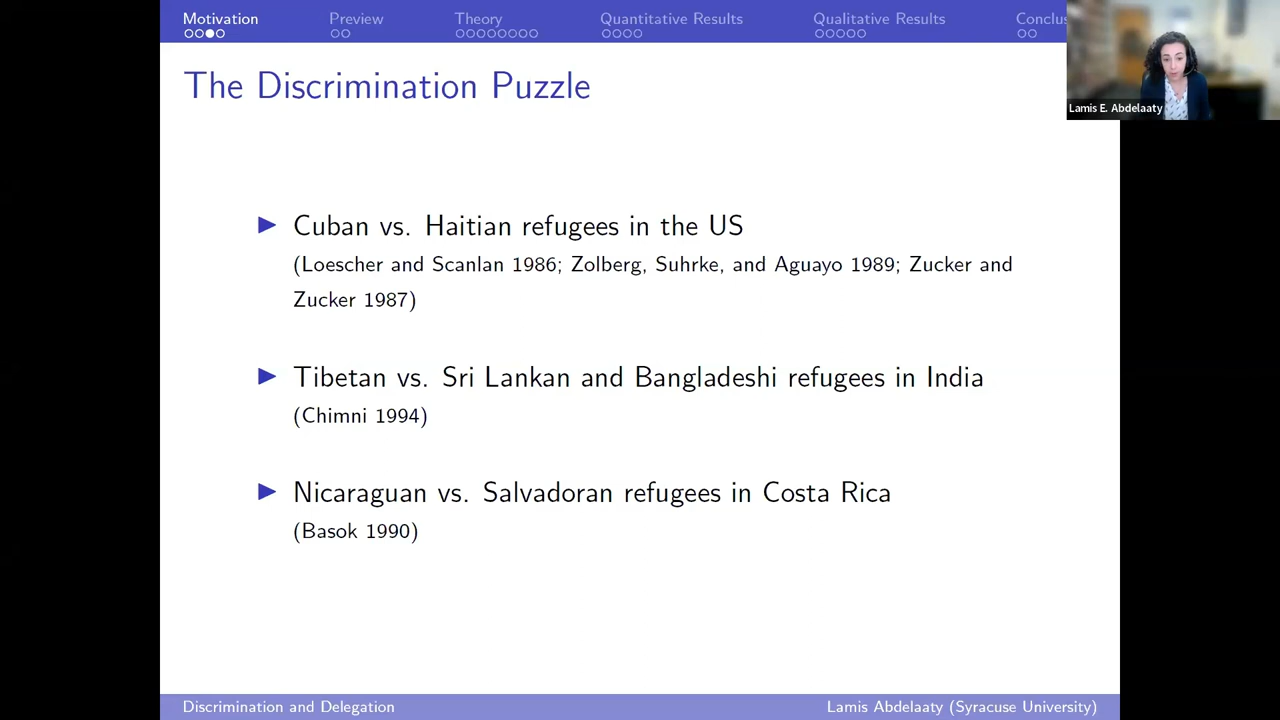 Motivation Preview Theory Quantitative Results Qualitative Results Conclus
Lamis E. Abdelaaty
The Discrimination Puzzle
Cuban vs. Haitian refugees in the US
(Loescher and Scanlan 1986; Zolberg, Suhrke, and Aguayo 1989; Zucker and
Zucker 1987)
Tibetan vs. Sri Lankan and Bangladeshi refugees in India
(Chimni 1994)
Nicaraguan vs. Salvadoran refugees in Costa Rica
(Basok 1990)
Discrimination and Delegation Lamis Abdelaaty (Syracuse University)